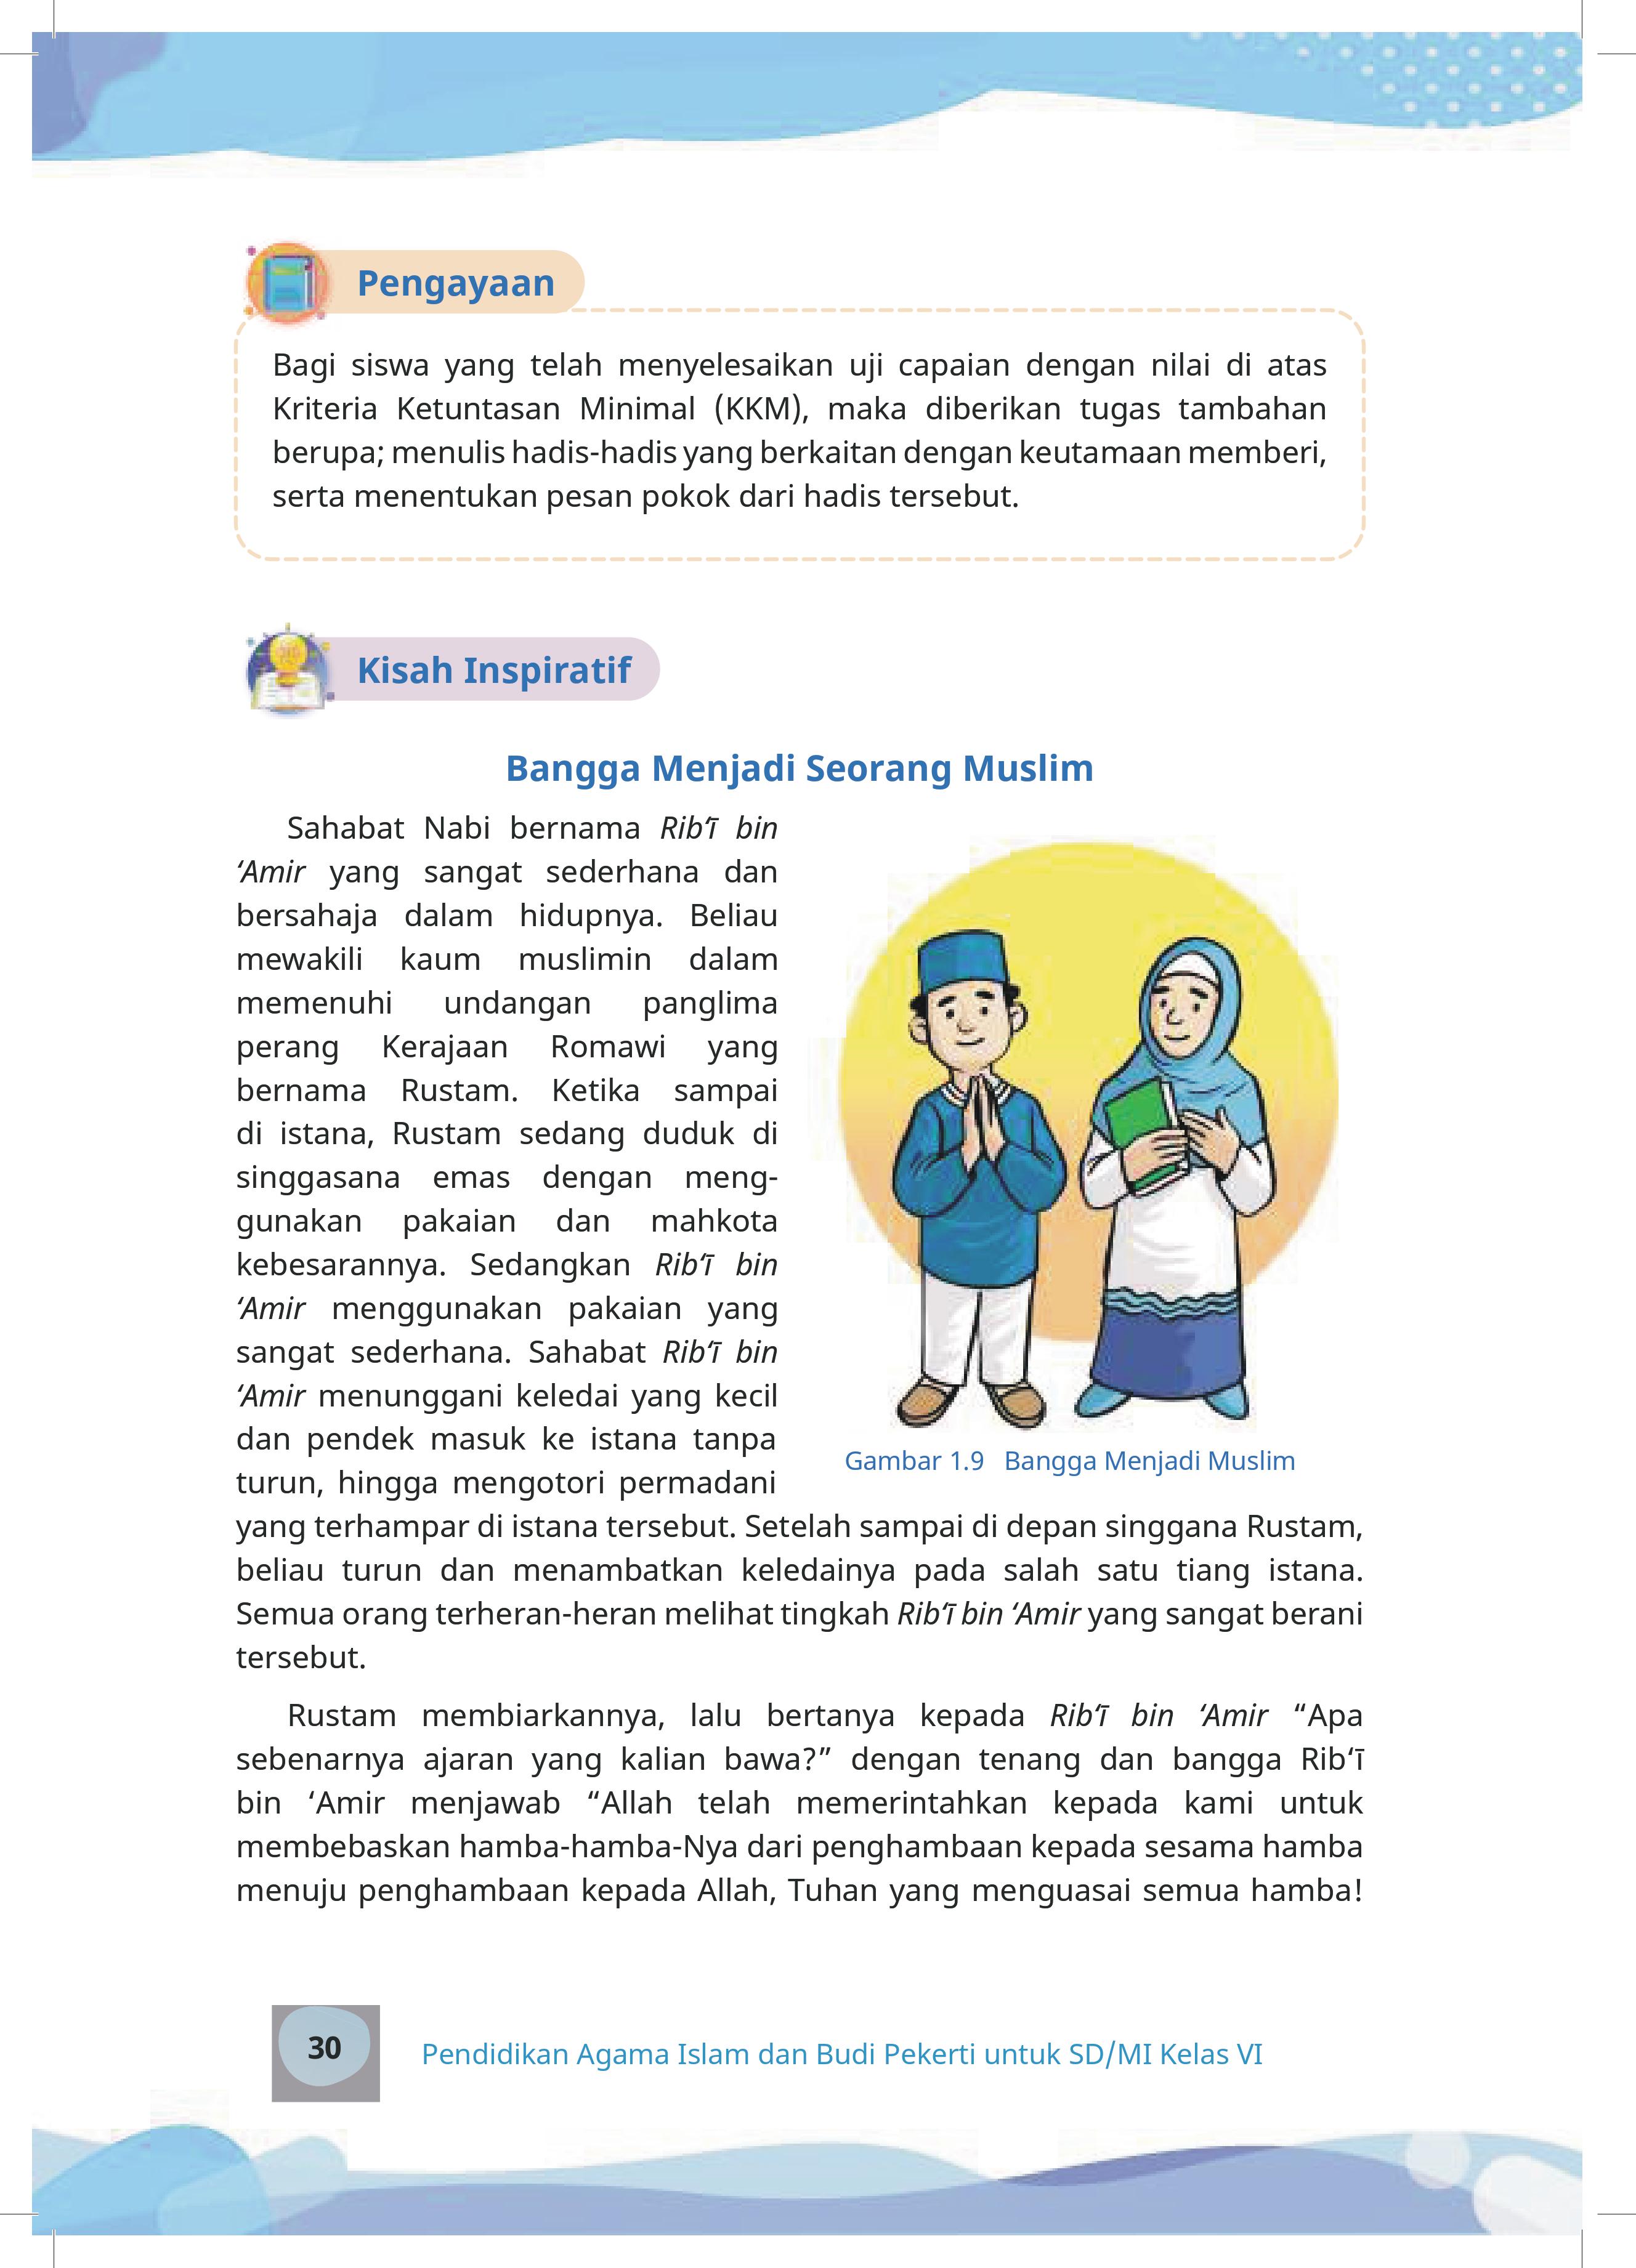 Pengayaan
Bagi siswa yang telah menyelesaikan uji capaian dengan nilai di atas
Kriteria Ketuntasan Minimal (KKM), maka diberikan tugas tambahan
berupa; menulis hadis-hadis yang berkaitan dengan keutamaan memberi,
serta menentukan pesan pokok dari hadis tersebut.
Kisah Inspiratif
Bangga Menjadi Seorang Muslim
Sahabat Nabi bernama Rib‘ī bin
‘Amir yang sangat sederhana dan
bersahaja dalam hidupnya. Beliau
mewakili kaum muslimin dalam
memenuhi undangan panglima
perang Kerajaan Romawi yang
bernama Rustam. Ketika sampai
di istana, Rustam sedang duduk di
singgasana emas dengan meng-
gunakan pakaian dan mahkota
kebesarannya. Sedangkan Rib‘ī bin
‘Amir menggunakan pakaian yang
sangat sederhana. Sahabat Rib‘ī bin
‘Amir menunggani keledai yang kecil
dan pendek masuk ke istana tanpa
turun, hingga mengotori permadani
yang terhampar di istana tersebut. Setelah sampai di depan singgana Rustam,
beliau turun dan menambatkan keledainya pada salah satu tiang istana.
Semua orang terheran-heran melihat tingkah Rib‘ī bin ‘Amir yang sangat berani
tersebut.
Gambar 1.9 Bangga Menjadi Muslim
Rustam membiarkannya, lalu bertanya kepada Rib‘ī bin ‘Amir “Apa
sebenarnya ajaran yang kalian bawa?” dengan tenang dan bangga Rib‘ī
bin ‘Amir menjawab “Allah telah memerintahkan kepada kami untuk
membebaskan hamba-hamba-Nya dari penghambaan kepada sesama hamba
menuju penghambaan kepada Allah, Tuhan yang menguasai semua hamba!
30
Pendidikan Agama Islam dan Budi Pekerti untuk SD/MI Kelas VI